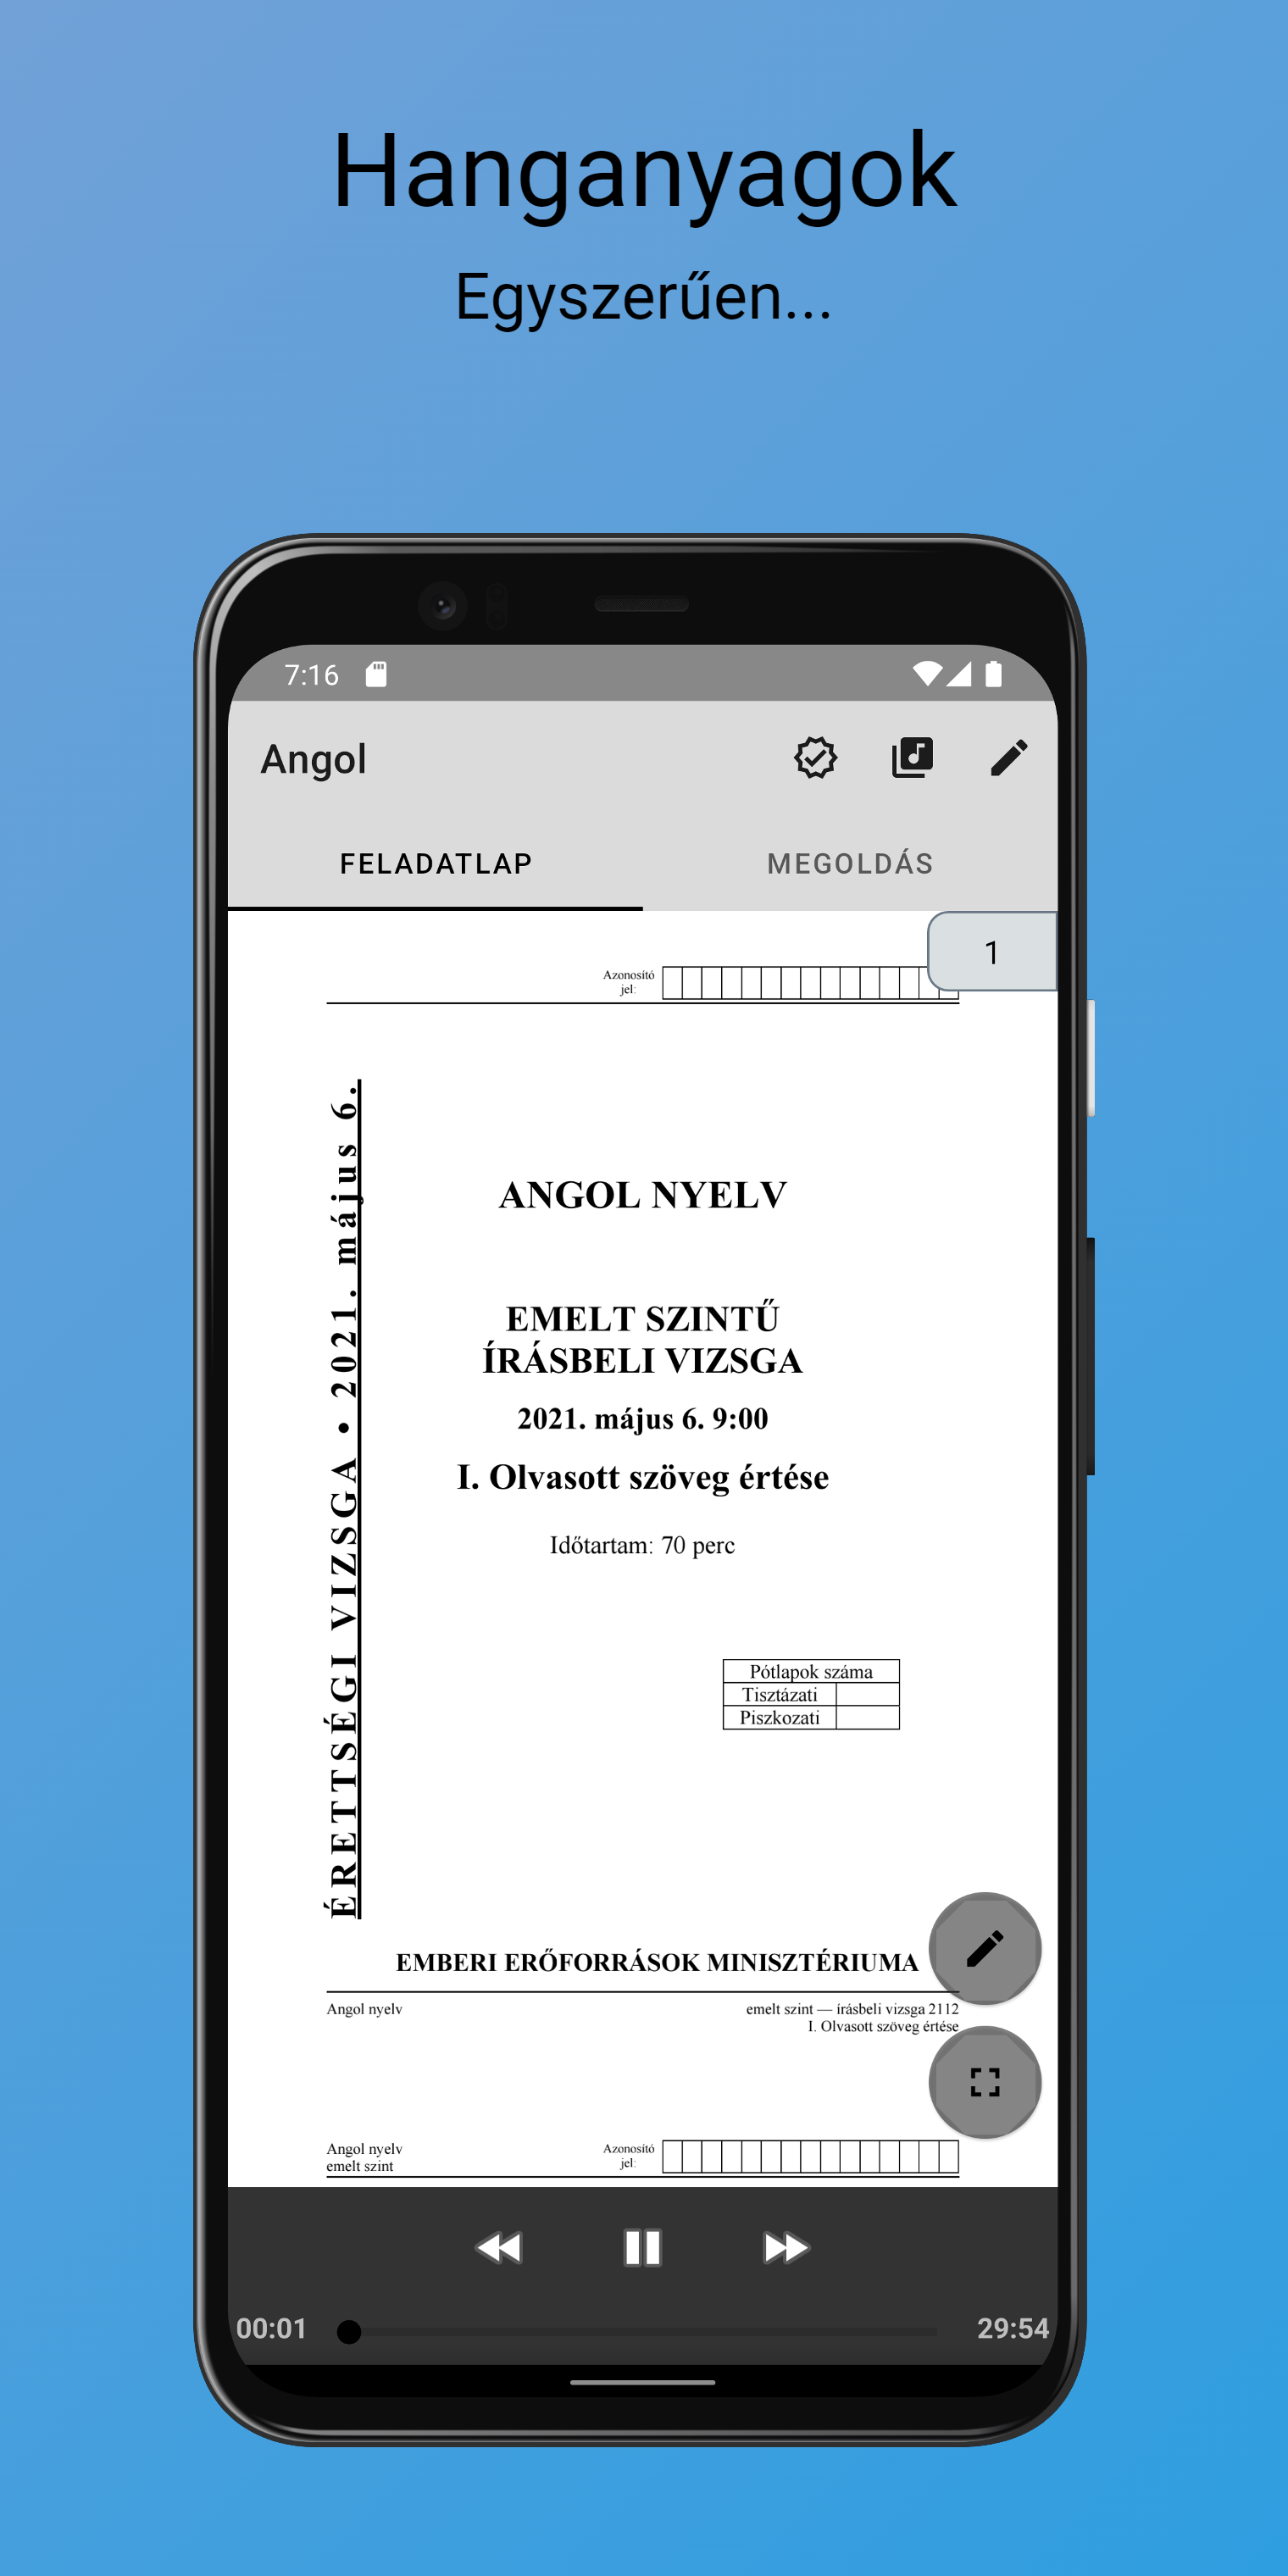 Hanganyagok
Egyszerűen...
7:16
Angol
FELADATLAP
MEGOLDÁS
1
Azonosító
jel:
ÉRETTSÉGI VIZSGA • 2021. május 6.
ANGOL NYELV
EMELT SZINTŰ
ÍRÁSBELI VIZSGA
2021. május 6. 9:00
I. Olvasott szöveg értése
Időtartam: 70 perc
Pótlapok száma
Tisztázati
Piszkozati
EMBERI ERŐFORRÁSOK MINISZTÉRIUMA
Angol nyelv
emelt szint — írásbeli vizsga 2112
I. Olvasott szöveg értése
Angol nyelv
emelt szint
Azonosító
jel:
00:01
29:54